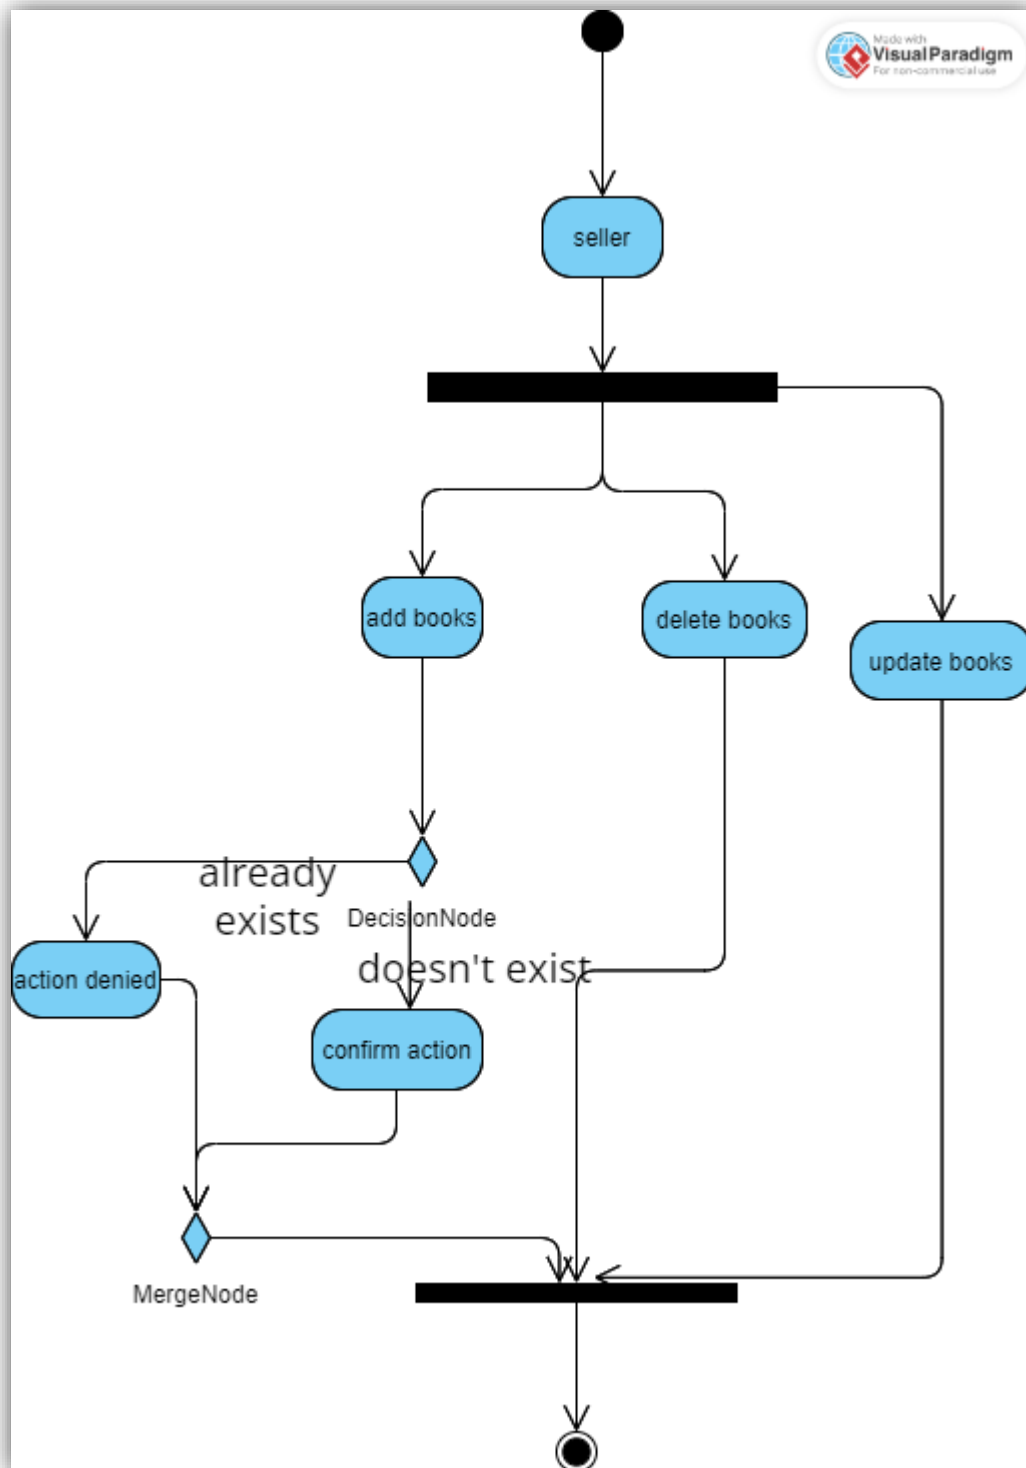 Made with
Visual Paradigm
For non-commercial use
seller
add books
delete books
update books
already
exists
DecisionNode
doesn't exist
action denied
confirm action
MergeNode